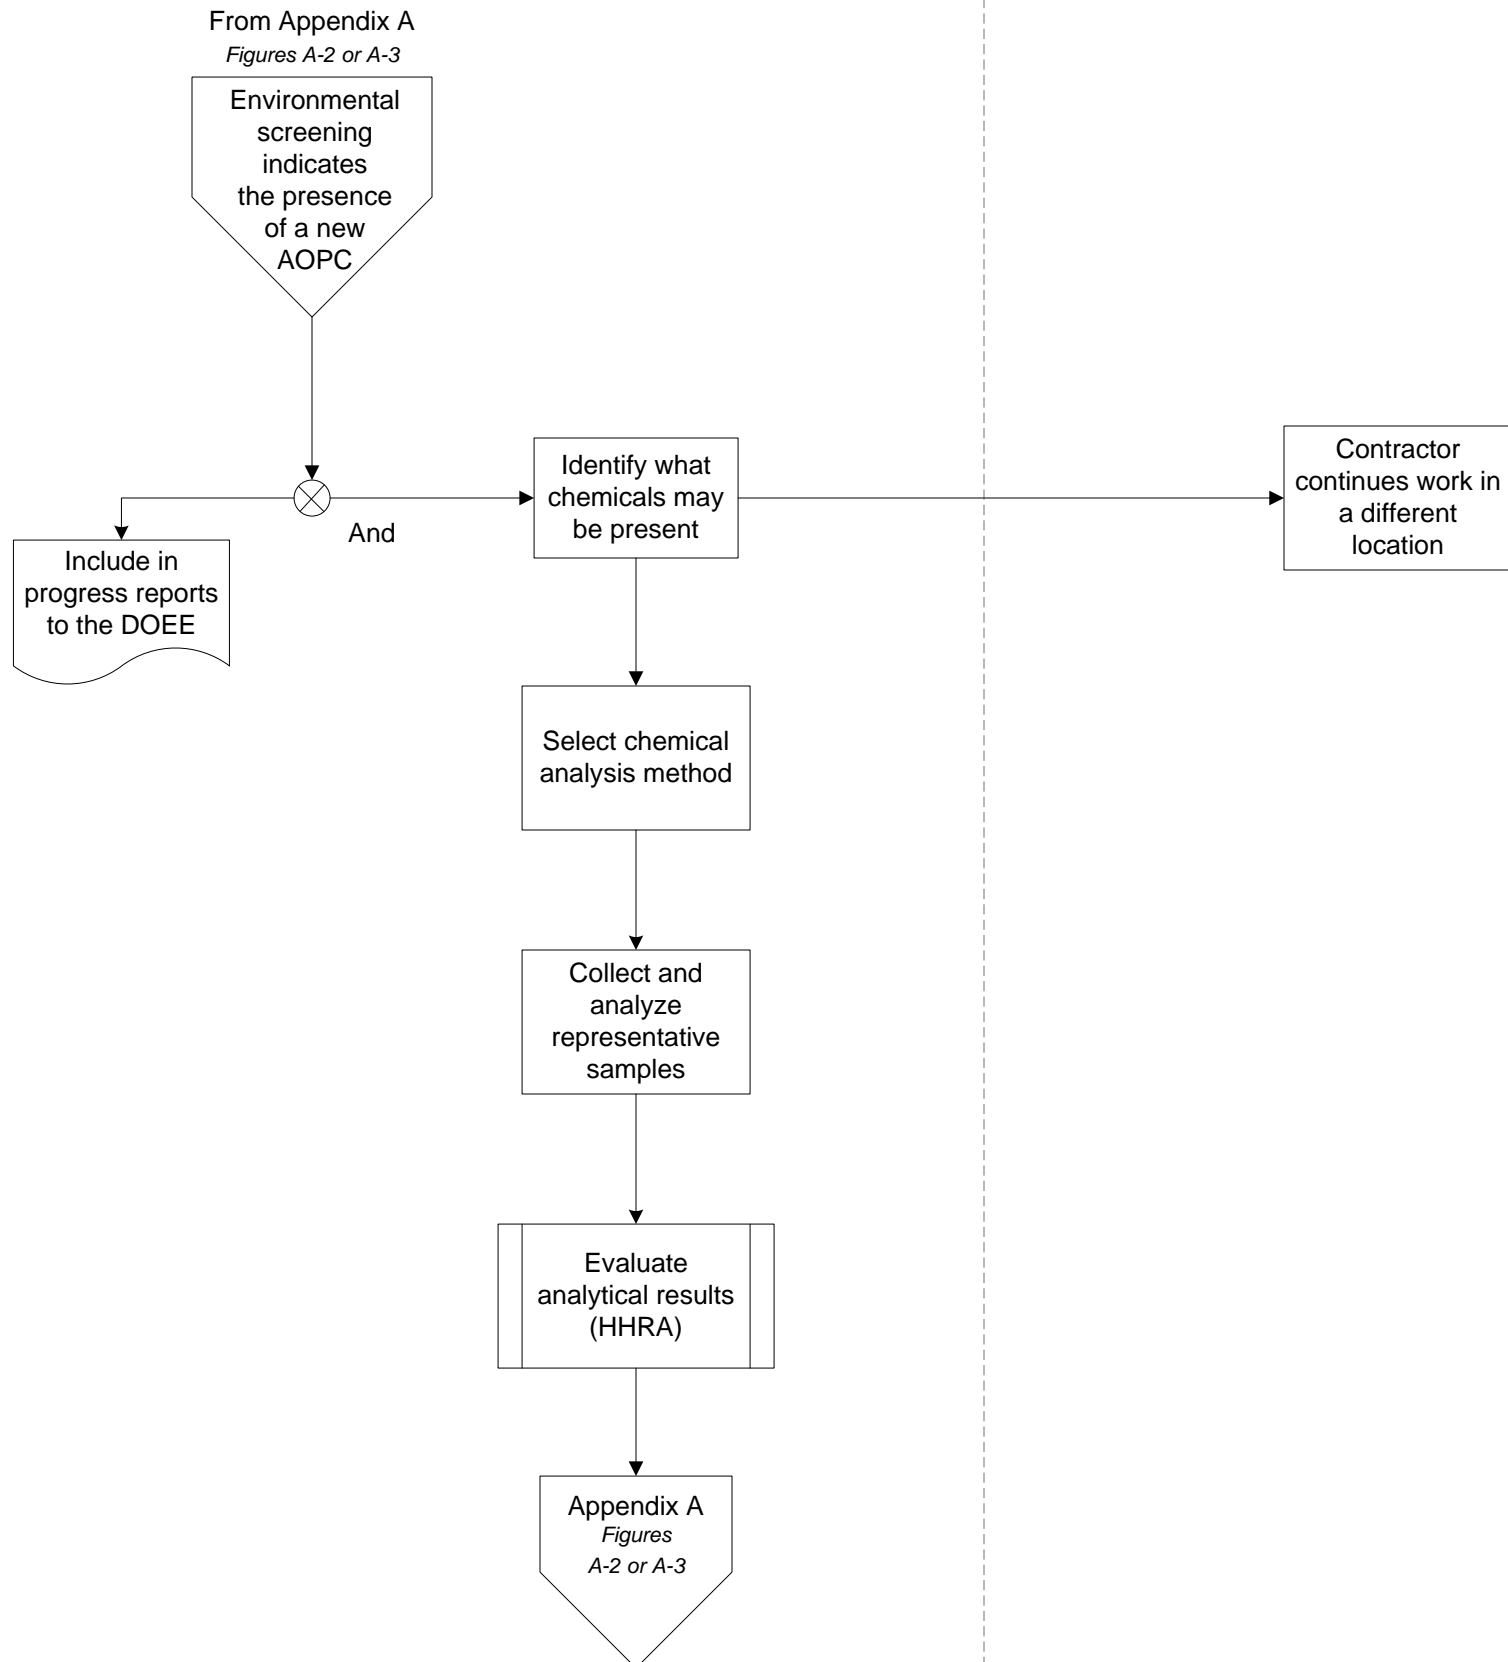 From Appendix A
Figures A-2 or A-3
Environmental
screening
indicates
the presence
of a new
AOPC
And
Include in
progress reports
to the DOEE
Identify what
chemicals may
be present
Contractor
continues work in
a different
location
Select chemical
analysis method
Collect and
analyze
representative
samples
Evaluate
analytical results
(HHRA)
Appendix A
Figures
A-2 or A-3